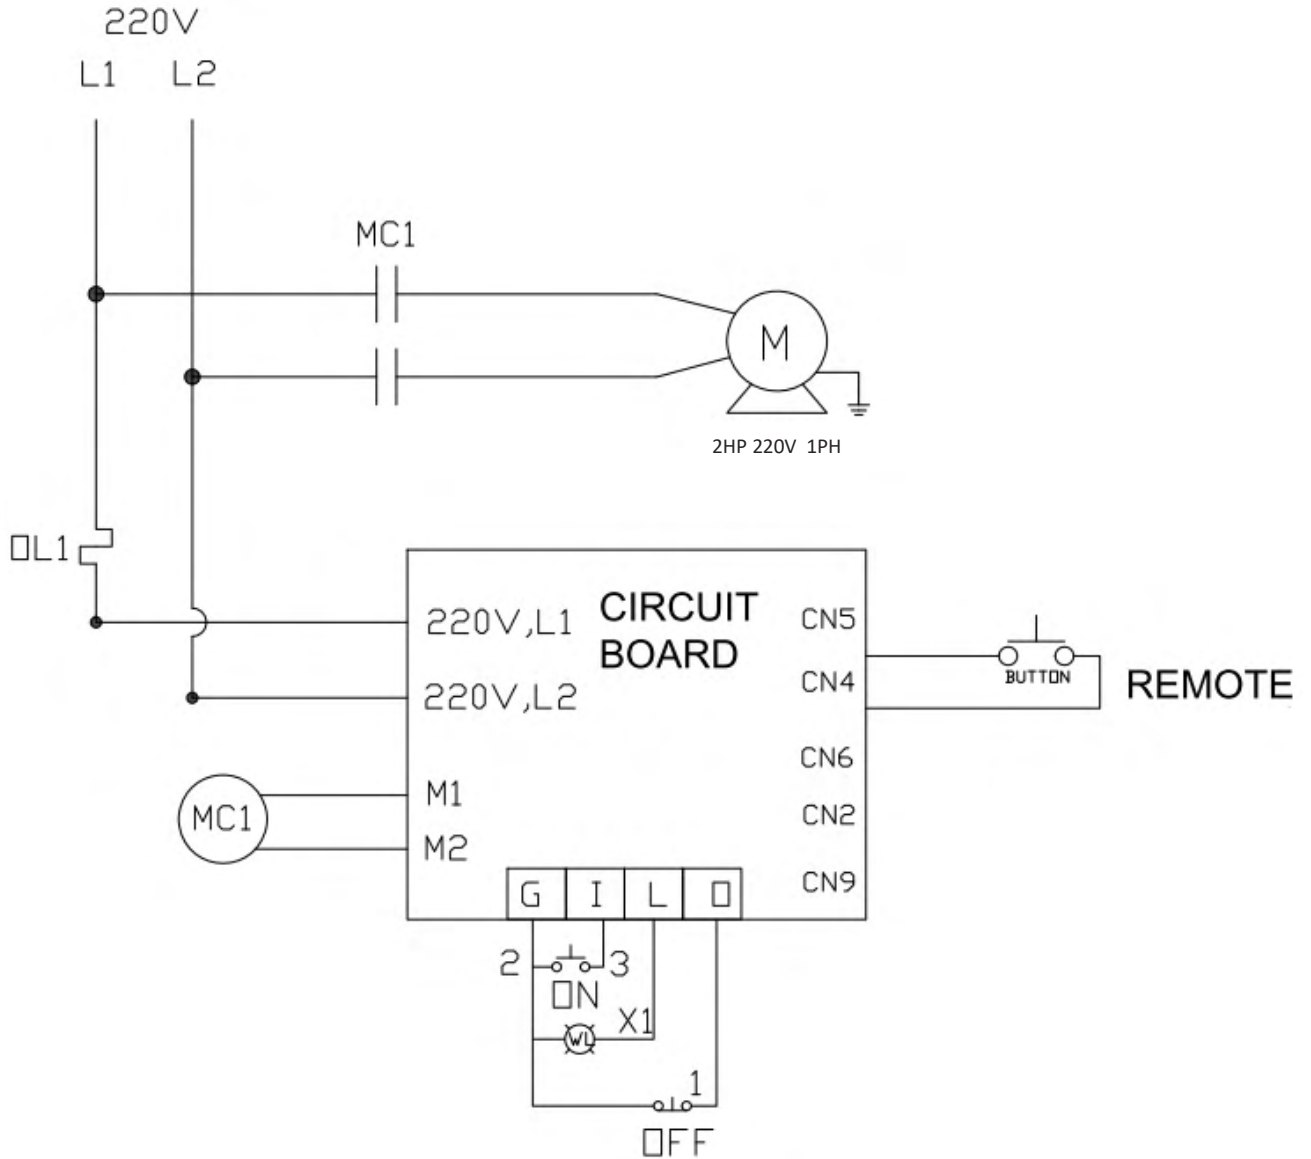 220V
L1 L2
MC1
M
2HP 220V 1PH
OL1
CIRCUIT
BOARD
220V,L1
220V,L2
CN5
CN4
CN6
CN2
CN9
BUTTON
REMOTE
MC1
M1
M2
G I L O
2 3
ON
X1
WL
1
OFF